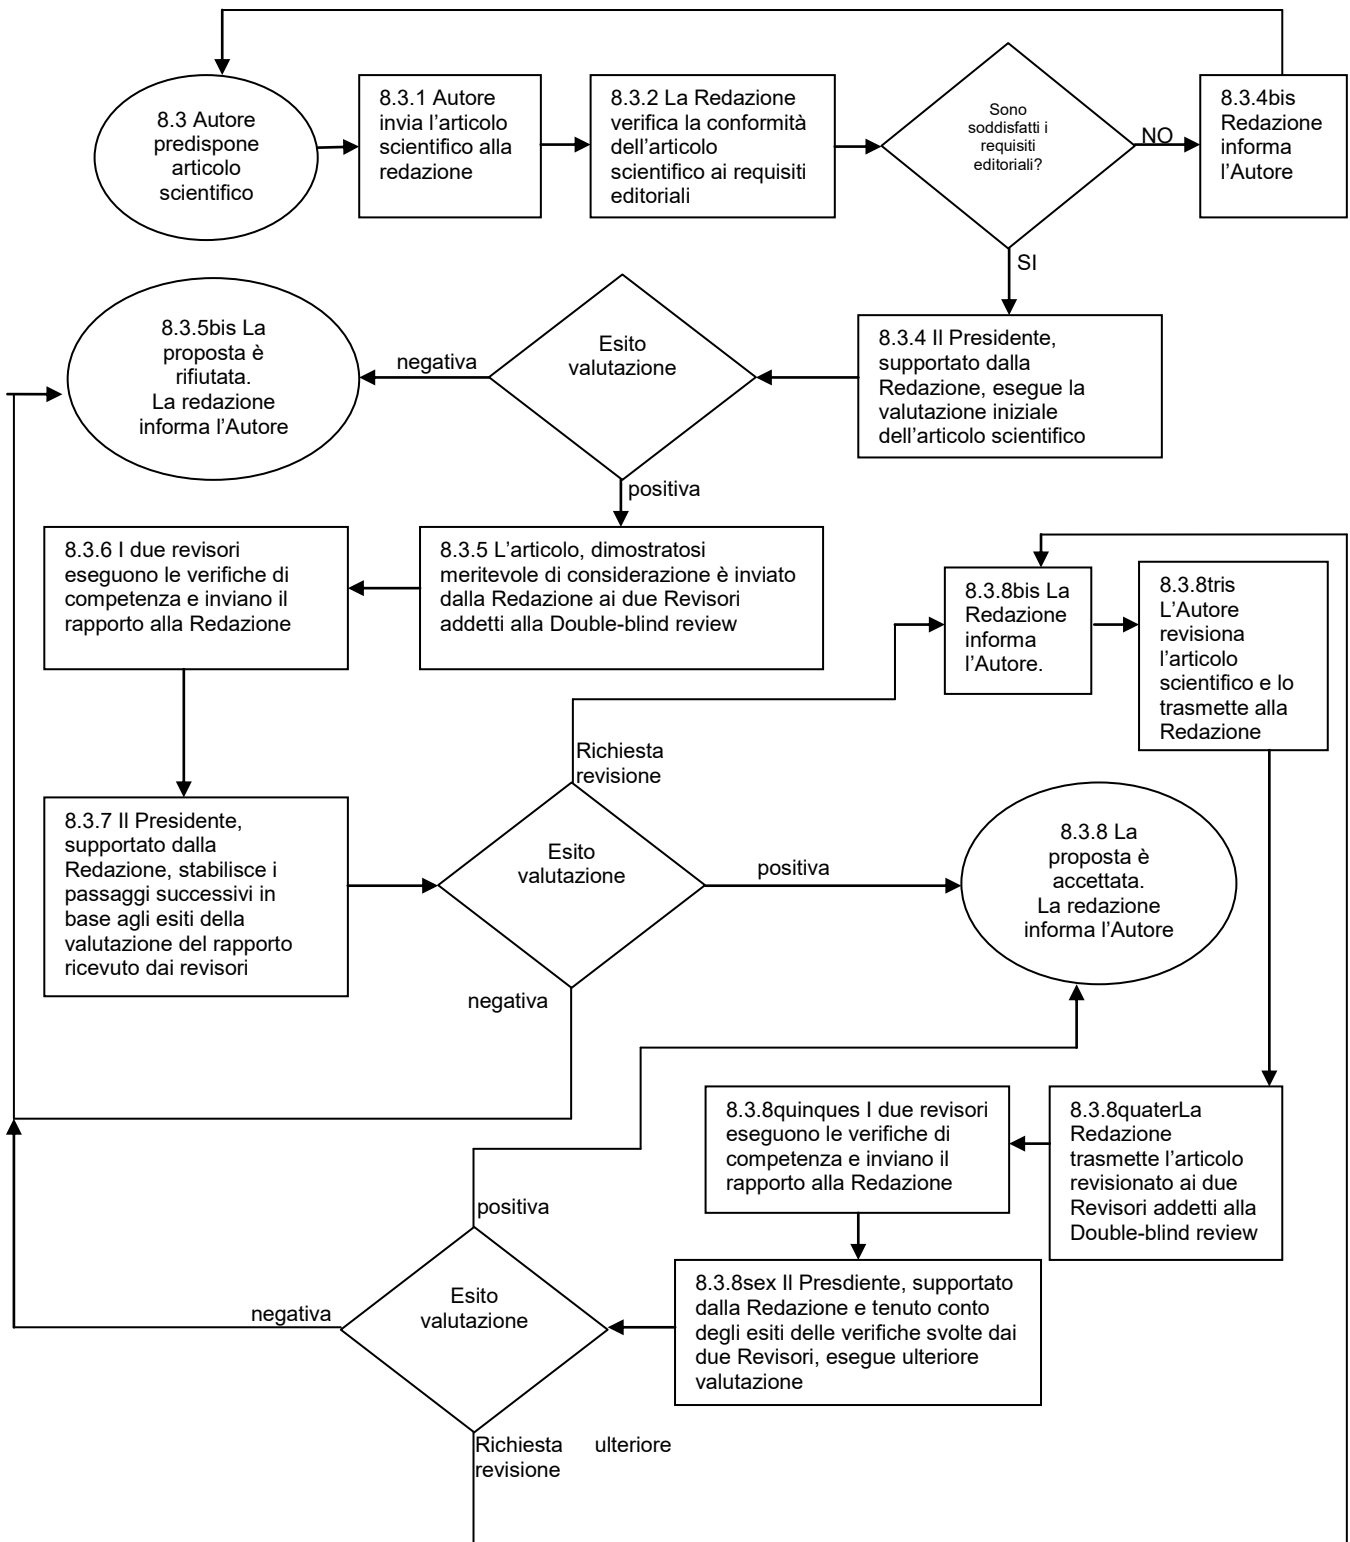 8.3 Autore
predispone
articolo
scientifico
8.3.1 Autore
invia l’articolo
scientifico alla
redazione
8.3.2 La Redazione
verifica la conformità
dell’articolo
scientifico ai requisiti
editoriali
Sono
soddisfatti i
requisiti
editoriali?
NO
8.3.4bis
Redazione
informa
l’Autore
SI
8.3.4 Il Presidente,
supportato dalla
Redazione, esegue la
valutazione iniziale
dell’articolo scientifico
Esito
valutazione
negativa
8.3.5bis La
proposta è
rifiutata.
La redazione
informa l’Autore
positiva
8.3.5 L’articolo, dimostratosi
meritevole di considerazione è inviato
dalla Redazione ai due Revisori
addetti alla Double-blind review
8.3.6 I due revisori
eseguono le verifiche di
competenza e inviano il
rapporto alla Redazione
8.3.7 Il Presidente,
supportato dalla
Redazione, stabilisce i
passaggi successivi in
base agli esiti della
valutazione del rapporto
ricevuto dai revisori
Esito
valutazione
Richiesta
revisione
8.3.8bis La
Redazione
informa
l’Autore.
8.3.8tris
L’Autore
revisiona
l’articolo
scientifico e lo
trasmette alla
Redazione
positiva
8.3.8 La
proposta è
accettata.
La redazione
informa l’Autore
negativa
8.3.8quaterLa
Redazione
trasmette l’articolo
revisionato ai due
Revisori addetti alla
Double-blind review
8.3.8quinques I due revisori
eseguono le verifiche di
competenza e inviano il
rapporto alla Redazione
8.3.8sex Il Presdiente, supportato
dalla Redazione e tenuto conto
degli esiti delle verifiche svolte dai
due Revisori, esegue ulteriore
valutazione
Esito
valutazione
positiva
negativa
Richiesta ulteriore
revisione